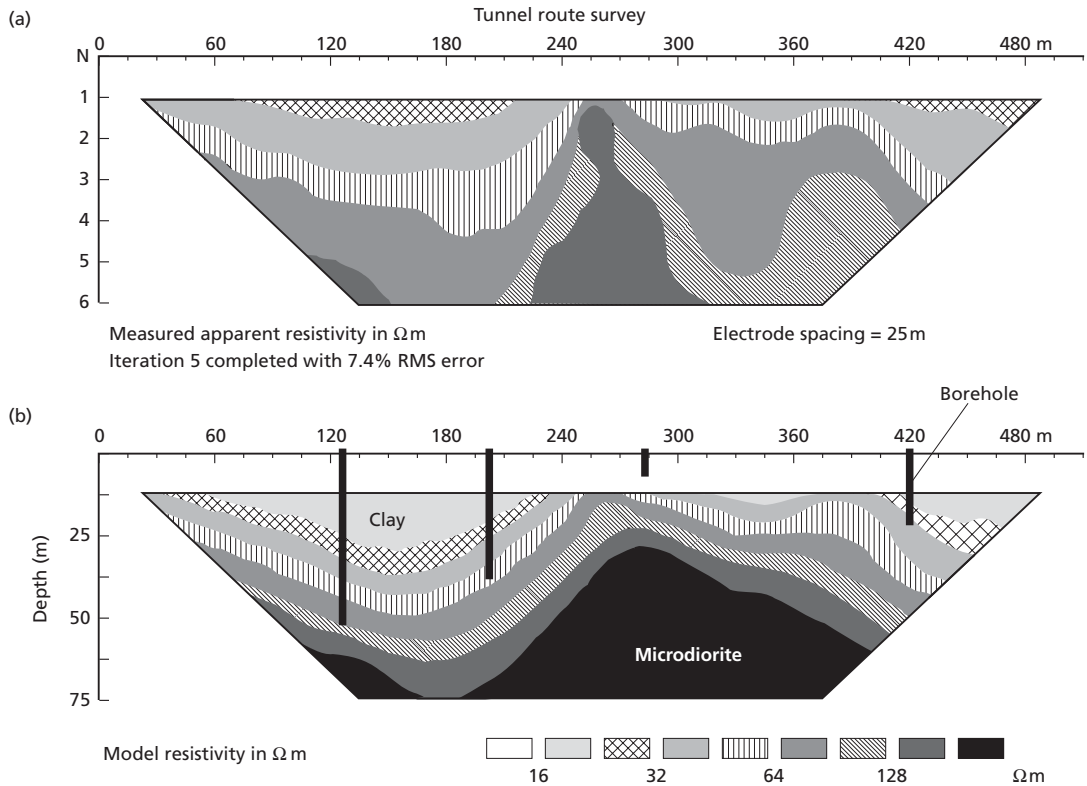 Tunnel route survey
(a)
0 60 120 180 240 300 360 420 480 m
N
1
2
3
4
5
6
Measured apparent resistivity in Ωm
Electrode spacing = 25m
Iteration 5 completed with 7.4% RMS error
Borehole
(b)
0 60 120 180 240 300 360 420 480 m
Clay
25
Depth (m)
50
Microdiorite
75
Model resistivity in Ωm
16 32 64 128 Ωm